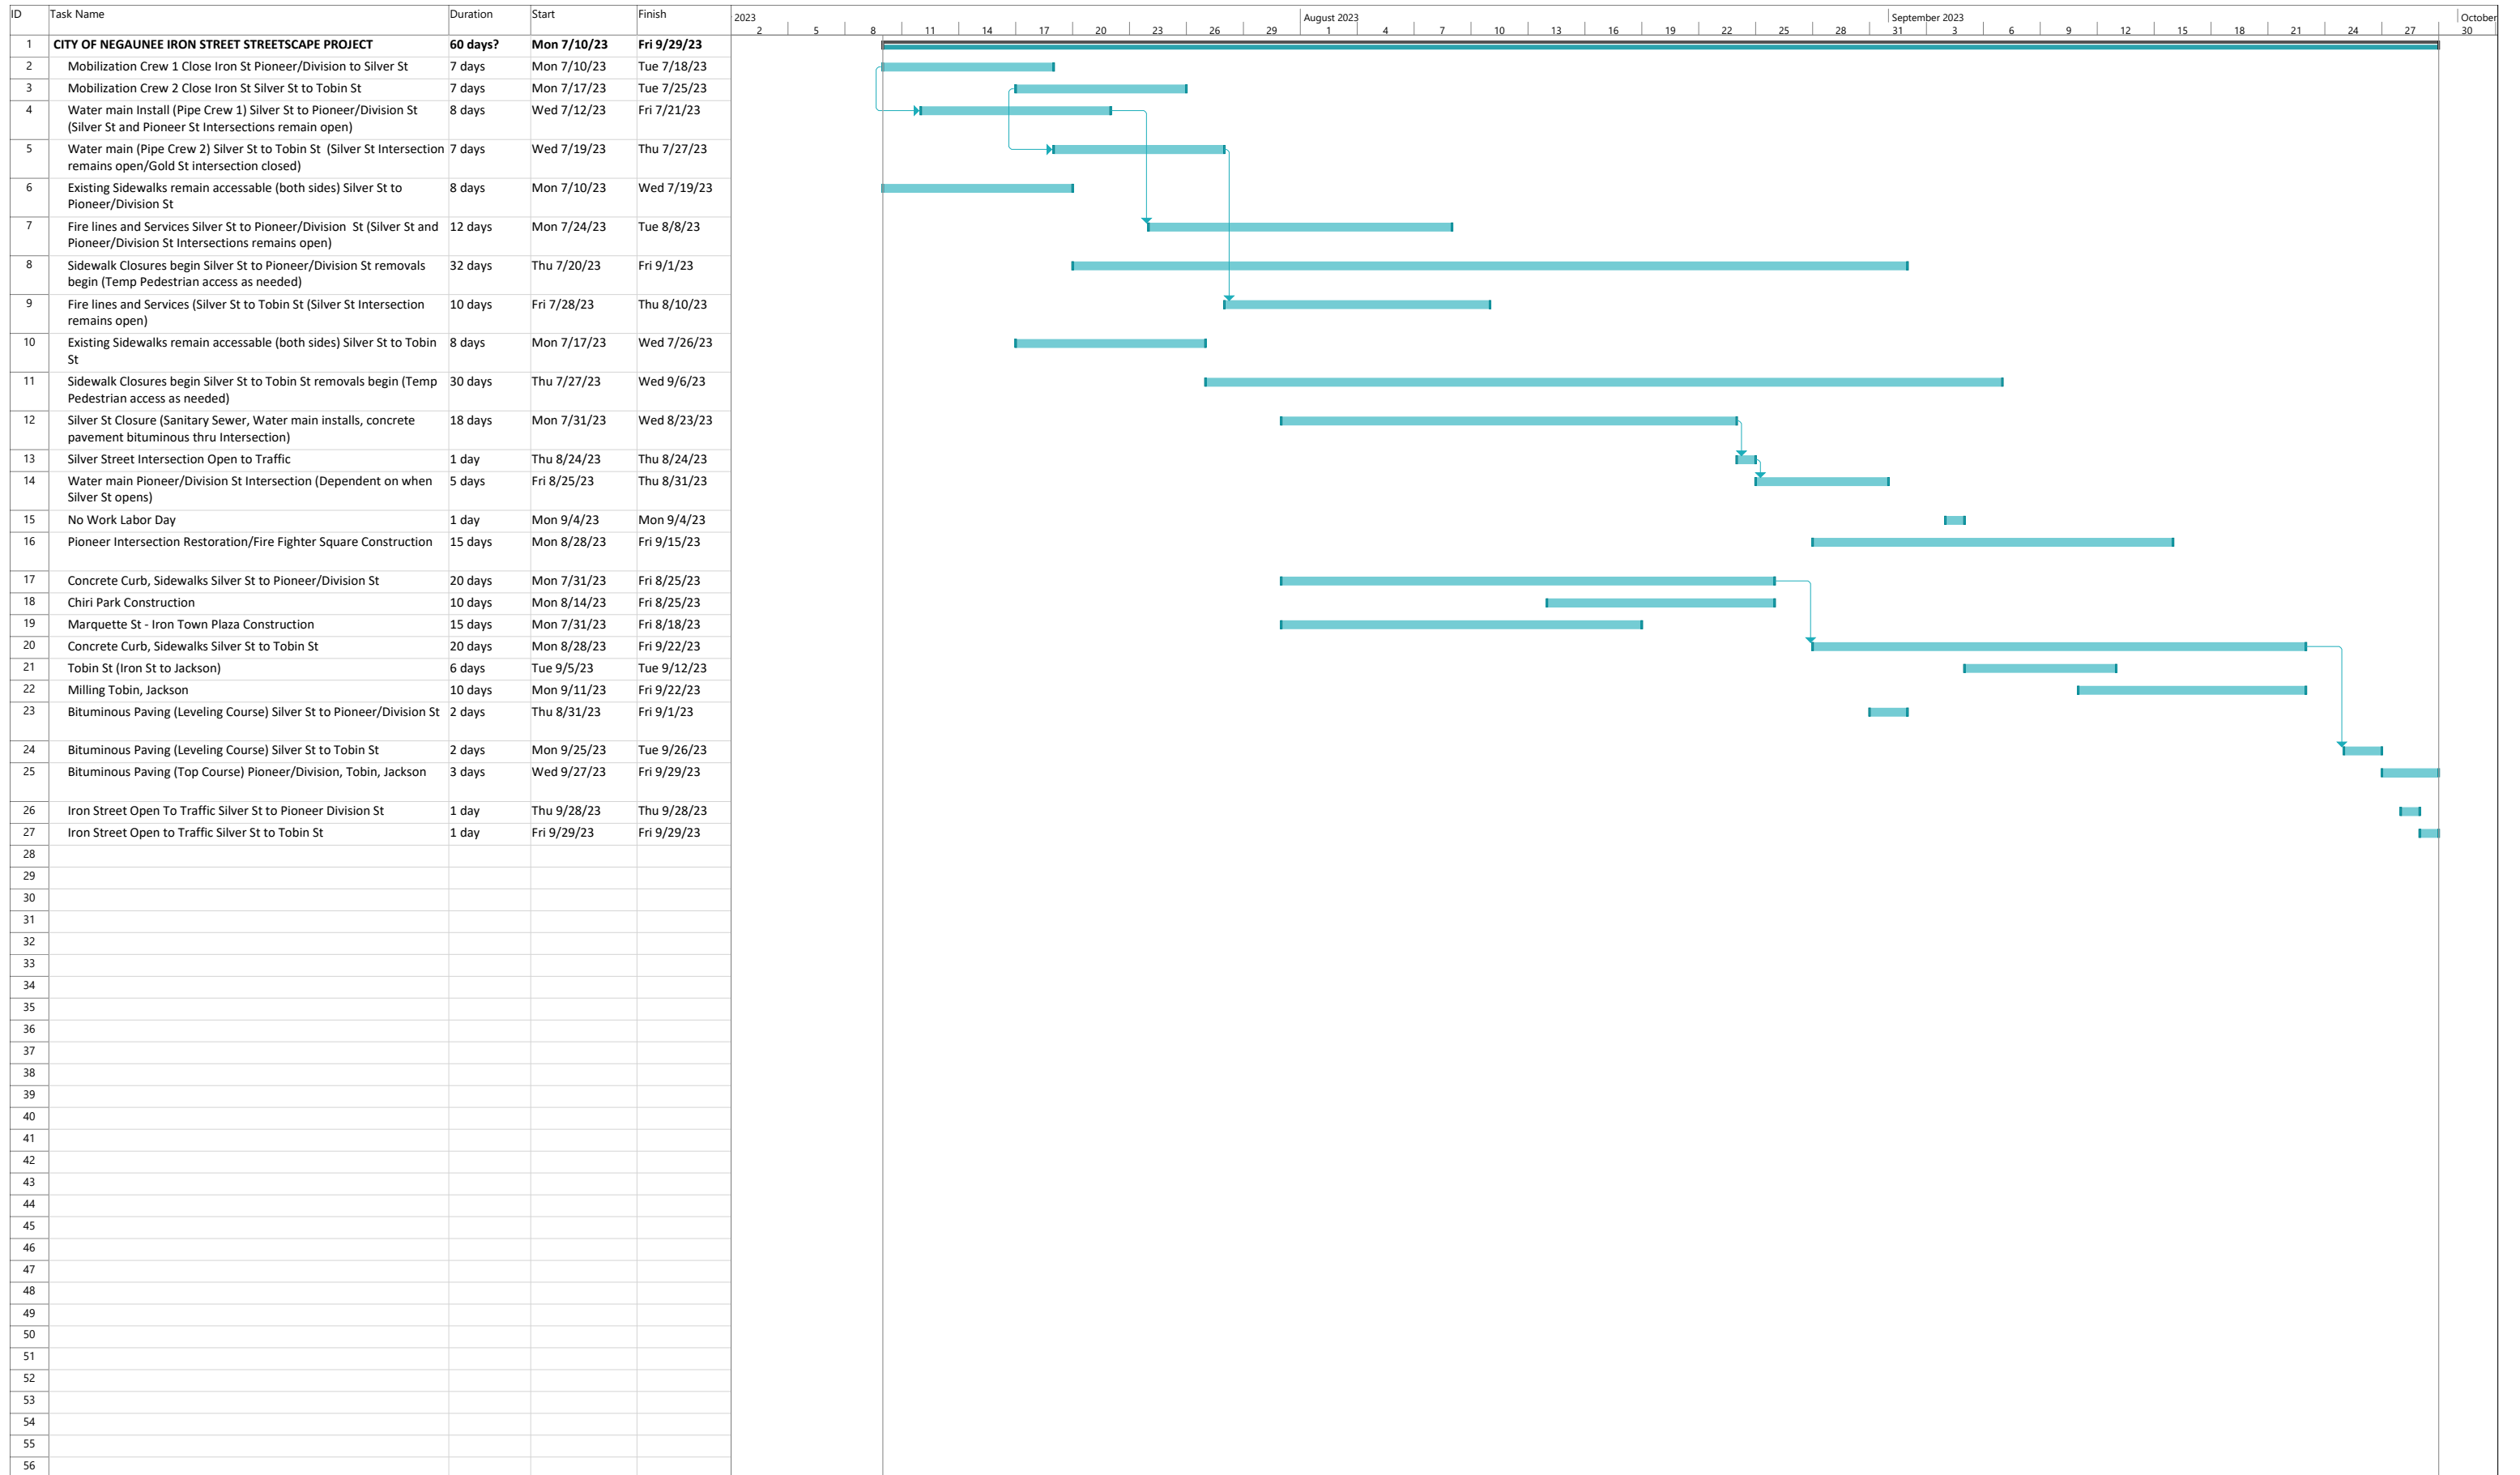 ID Task Name Duration Start Finish 2023 August 2023 September 2023 October
2 5 8 11 14 17 20 23 26 29 1 4 7 10 13 16 19 22 25 28 31 3 6 9 12 15 18 21 24 27 30
1 CITY OF NEGAUNEE IRON STREET STREETSCAPE PROJECT 60 days? Mon 7/10/23 Fri 9/29/23
2 Mobilization Crew 1 Close Iron St Pioneer/Division to Silver St 7 days Mon 7/10/23 Tue 7/18/23
3 Mobilization Crew 2 Close Iron St Silver St to Tobin St 7 days Mon 7/17/23 Tue 7/25/23
4 Water main Install (Pipe Crew 1) Silver St to Pioneer/Division St 8 days Wed 7/12/23 Fri 7/21/23
(Silver St and Pioneer St Intersections remain open)
5 Water main (Pipe Crew 2) Silver St to Tobin St (Silver St Intersection 7 days Wed 7/19/23 Thu 7/27/23
remains open/Gold St intersection closed)
6 Existing Sidewalks remain accessable (both sides) Silver St to 8 days Mon 7/10/23 Wed 7/19/23
Pioneer/Division St
7 Fire lines and Services Silver St to Pioneer/Division St (Silver St and 12 days Mon 7/24/23 Tue 8/8/23
Pioneer/Division St Intersections remains open)
8 Sidewalk Closures begin Silver St to Pioneer/Division St removals 32 days Thu 7/20/23 Fri 9/1/23
begin (Temp Pedestrian access as needed)
9 Fire lines and Services (Silver St to Tobin St (Silver St Intersection 10 days Fri 7/28/23 Thu 8/10/23
remains open)
10 Existing Sidewalks remain accessable (both sides) Silver St to Tobin 8 days Mon 7/17/23 Wed 7/26/23
St
11 Sidewalk Closures begin Silver St to Tobin St removals begin (Temp 30 days Thu 7/27/23 Wed 9/6/23
Pedestrian access as needed)
12 Silver St Closure (Sanitary Sewer, Water main installs, concrete 18 days Mon 7/31/23 Wed 8/23/23
pavement bituminous thru Intersection)
13 Silver Street Intersection Open to Traffic 1 day Thu 8/24/23 Thu 8/24/23
14 Water main Pioneer/Division St Intersection (Dependent on when 5 days Fri 8/25/23 Thu 8/31/23
Silver St opens)
15 No Work Labor Day 1 day Mon 9/4/23 Mon 9/4/23
16 Pioneer Intersection Restoration/Fire Fighter Square Construction 15 days Mon 8/28/23 Fri 9/15/23
17 Concrete Curb, Sidewalks Silver St to Pioneer/Division St 20 days Mon 7/31/23 Fri 8/25/23
18 Chiri Park Construction 10 days Mon 8/14/23 Fri 8/25/23
19 Marquette St - Iron Town Plaza Construction 15 days Mon 7/31/23 Fri 8/18/23
20 Concrete Curb, Sidewalks Silver St to Tobin St 20 days Mon 8/28/23 Fri 9/22/23
21 Tobin St (Iron St to Jackson) 6 days Tue 9/5/23 Tue 9/12/23
22 Milling Tobin, Jackson 10 days Mon 9/11/23 Fri 9/22/23
23 Bituminous Paving (Leveling Course) Silver St to Pioneer/Division St 2 days Thu 8/31/23 Fri 9/1/23
24 Bituminous Paving (Leveling Course) Silver St to Tobin St 2 days Mon 9/25/23 Tue 9/26/23
25 Bituminous Paving (Top Course) Pioneer/Division, Tobin, Jackson 3 days Wed 9/27/23 Fri 9/29/23
26 Iron Street Open To Traffic Silver St to Pioneer Division St 1 day Thu 9/28/23 Thu 9/28/23
27 Iron Street Open to Traffic Silver St to Tobin St 1 day Fri 9/29/23 Fri 9/29/23
28
29
30
31
32
33
34
35
36
37
38
39
40
41
42
43
44
45
46
47
48
49
50
51
52
53
54
55
56